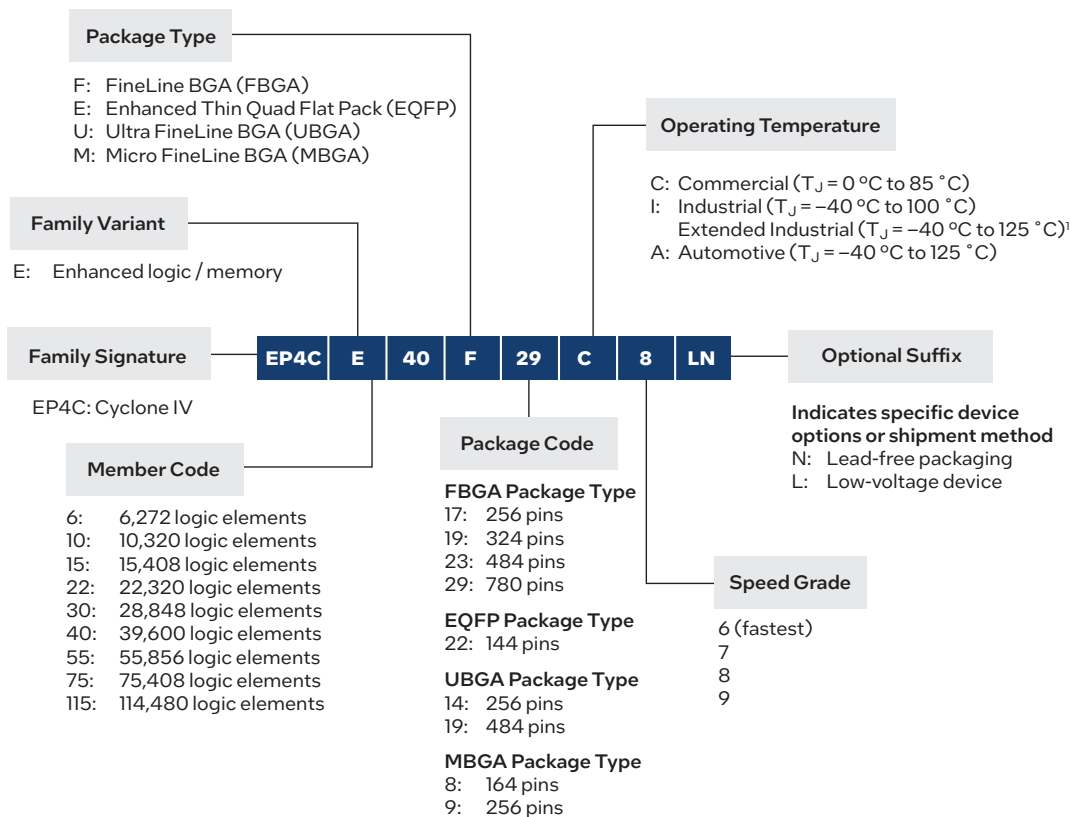 Package Type
F: FineLine BGA (FBGA)
E: Enhanced Thin Quad Flat Pack (EQFP)
U: Ultra FineLine BGA (UBGA)
M: Micro FineLine BGA (MBGA)
Operating Temperature
C: Commercial (TJ = 0 ºC to 85 ˚C)
I: Industrial (TJ = –40 ºC to 100 ˚C)
Extended Industrial (TJ = –40 ºC to 125 ˚C)¹
A: Automotive (TJ = –40 ºC to 125 ˚C)
Family Variant
E: Enhanced logic / memory
Family Signature
EP4C: Cyclone IV
EP4C E 40 F 29 C 8 LN
Optional Suffix
Indicates specific device
options or shipment method
N: Lead-free packaging
L: Low-voltage device
Member Code
6: 6,272 logic elements
10: 10,320 logic elements
15: 15,408 logic elements
22: 22,320 logic elements
30: 28,848 logic elements
40: 39,600 logic elements
55: 55,856 logic elements
75: 75,408 logic elements
115: 114,480 logic elements
Package Code
FBGA Package Type
17: 256 pins
19: 324 pins
23: 484 pins
29: 780 pins
EQFP Package Type
22: 144 pins
UBGA Package Type
14: 256 pins
19: 484 pins
MBGA Package Type
8: 164 pins
9: 256 pins
Speed Grade
6 (fastest)
7
8
9